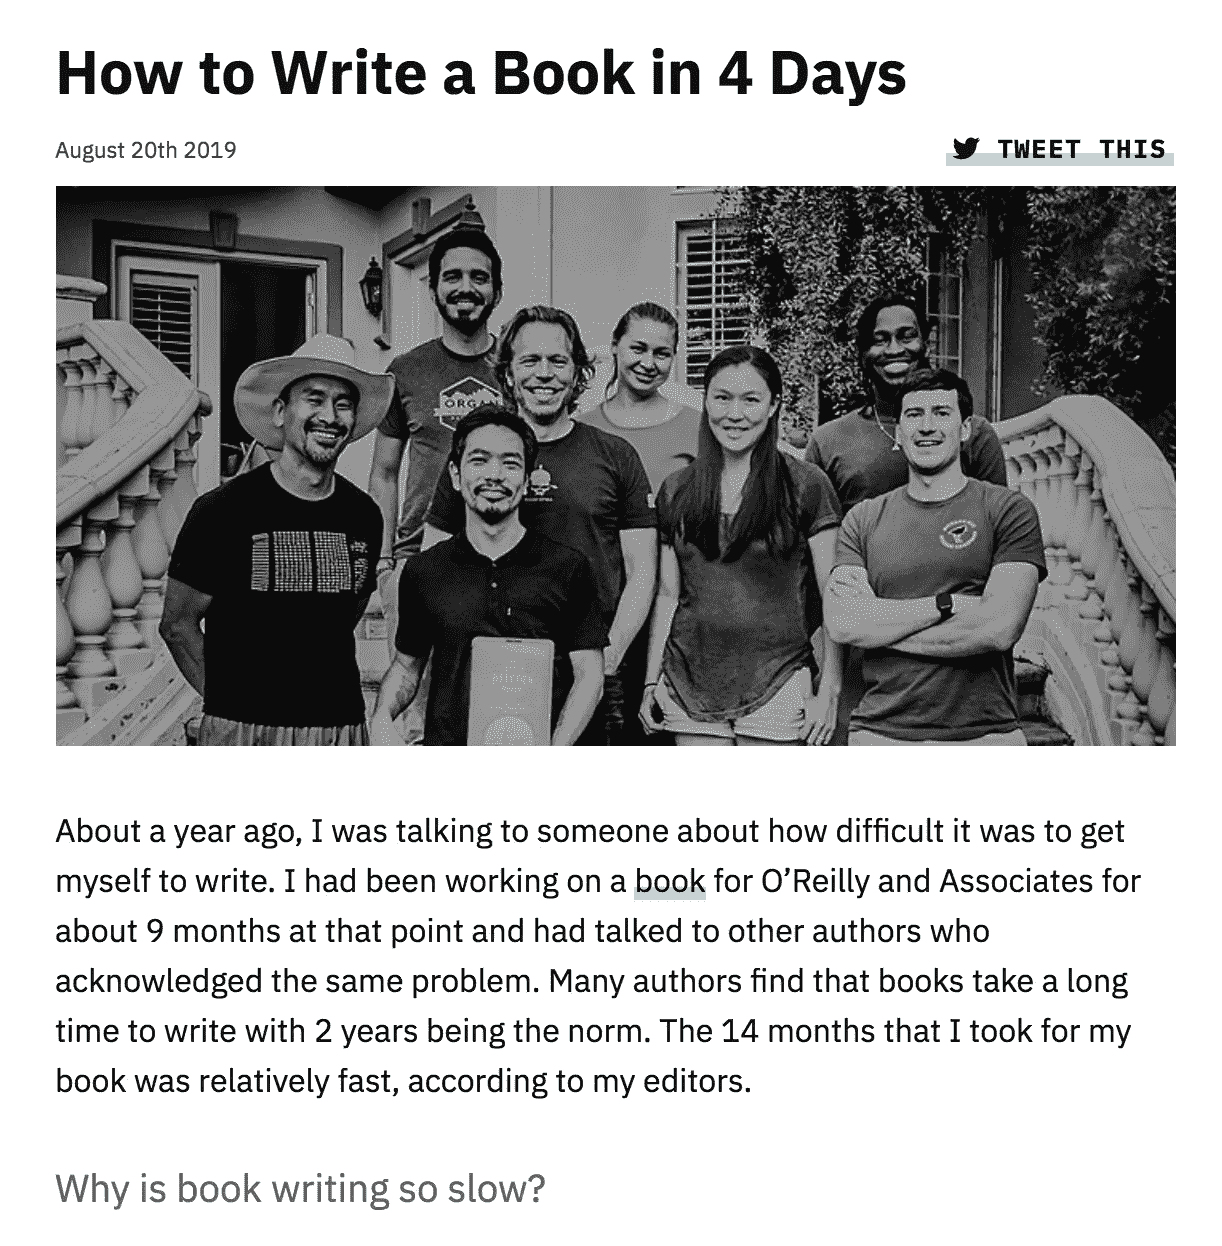 How to Write a Book in 4 Days
August 20th 2019
TWEET THIS
ORGAN
About a year ago, I was talking to someone about how difficult it was to get
myself to write. I had been working on a book for O’Reilly and Associates for
about 9 months at that point and had talked to other authors who
acknowledged the same problem. Many authors find that books take a long
time to write with 2 years being the norm. The 14 months that I took for my
book was relatively fast, according to my editors.
Why is book writing so slow?